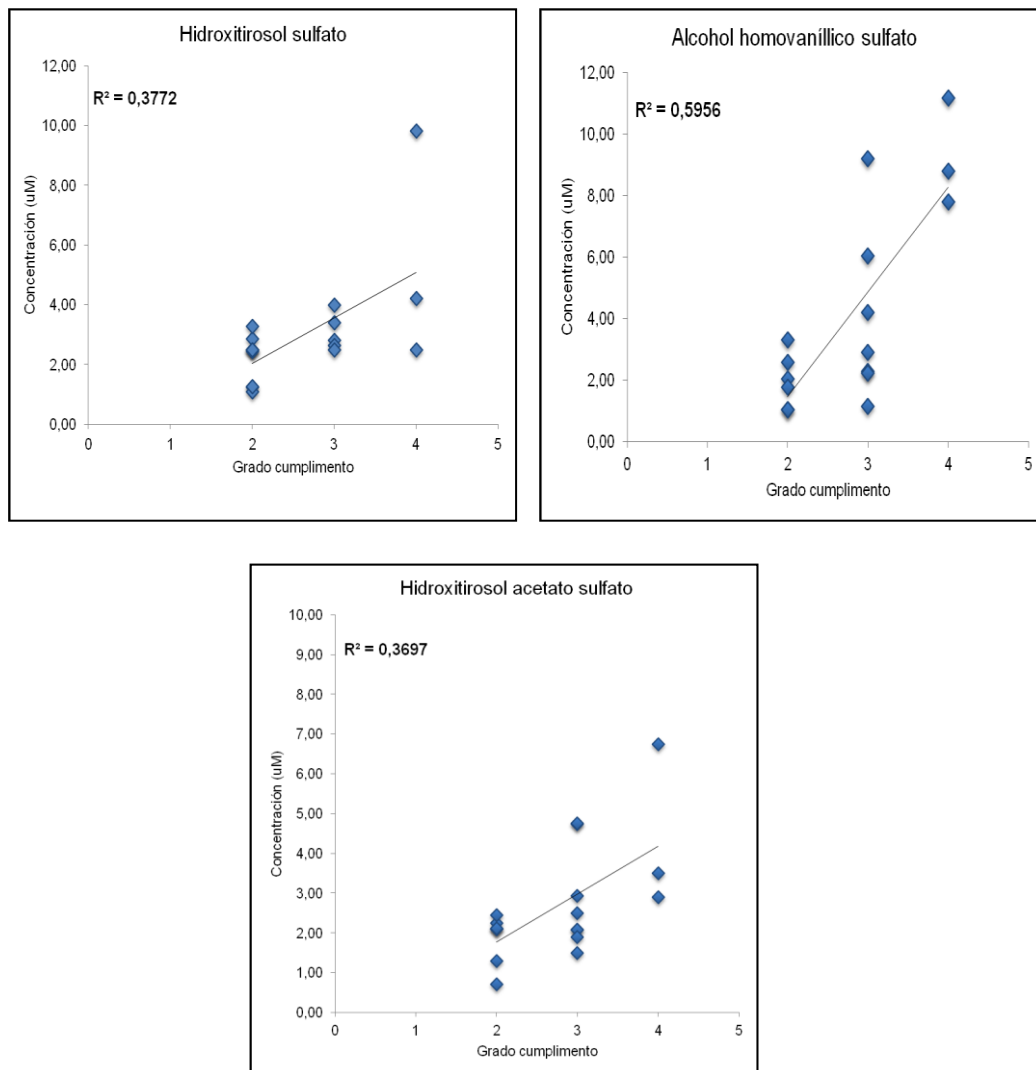 Hidroxitirosol sulfato
12,00
R² = 0,3772
10,00
8,00
6,00
4,00
2,00
0,00
Concentración (uM)
0 1 2 3 4 5
Grado cumplimento
Alcohol homovaníllico sulfato
12,00
R² = 0,5956
10,00
8,00
6,00
4,00
2,00
0,00
Concentración (uM)
0 1 2 3 4 5
Grado cumplimento
Hidroxitirosol acetato sulfato
10,00
R² = 0,3697
9,00
8,00
7,00
6,00
5,00
4,00
3,00
2,00
1,00
0,00
Concentración (uM)
0 1 2 3 4 5
Grado cumplimento